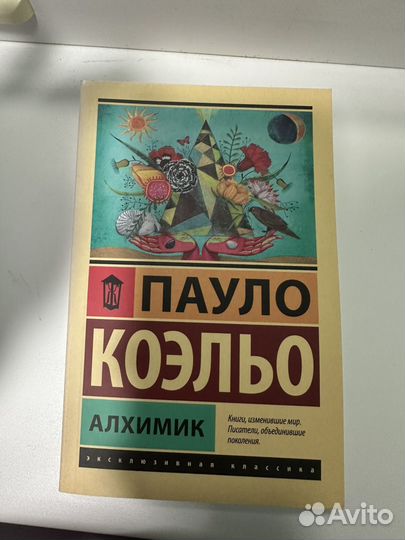 Ж
ПАУЛО
КОЭЛЬО
АЛХИМИК
Книги, изменившие мир.
Писатели, объединившие
поколения.
эксклюзивная классика
Avito